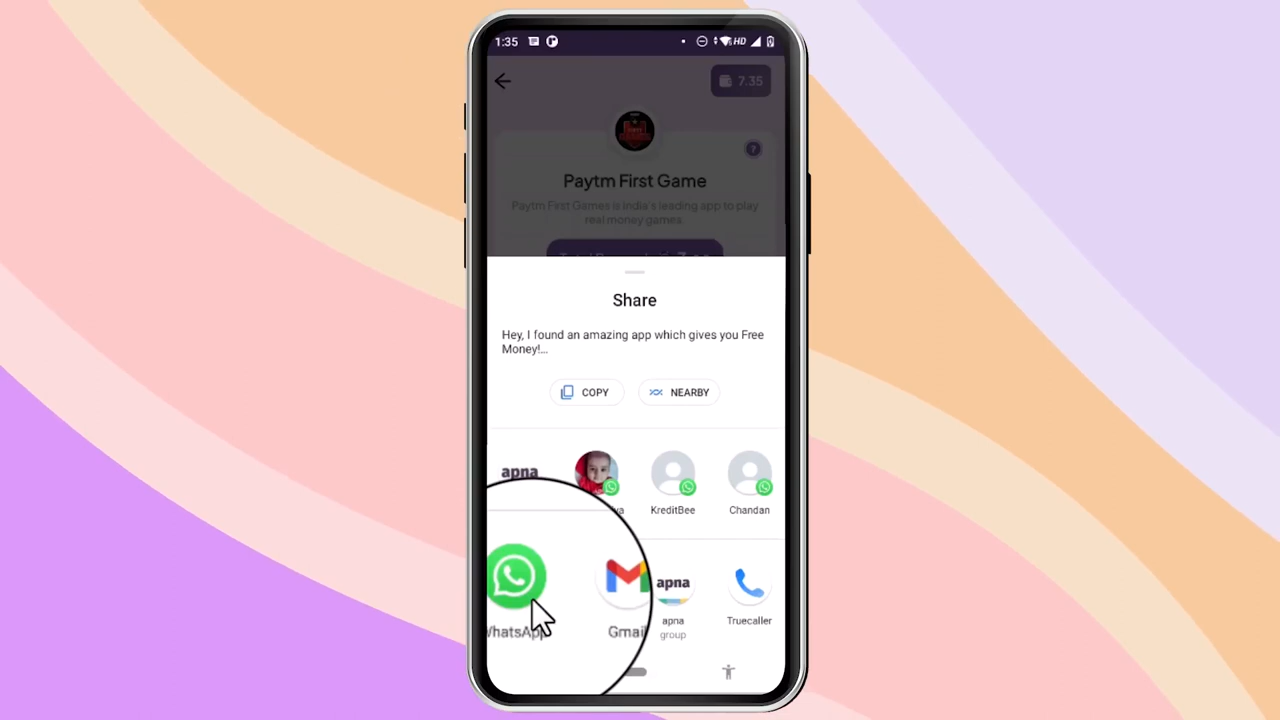 1:35
HD
7.35
?
Paytm First Game
Paytm First Games is India's leading app to play
real money games.
Share
Hey, I found an amazing app which gives you Free
Money!...
COPY
NEARBY
apna
KreditBee
Chandan
WhatsApp
Gmail
apna
apna
group
Truecaller